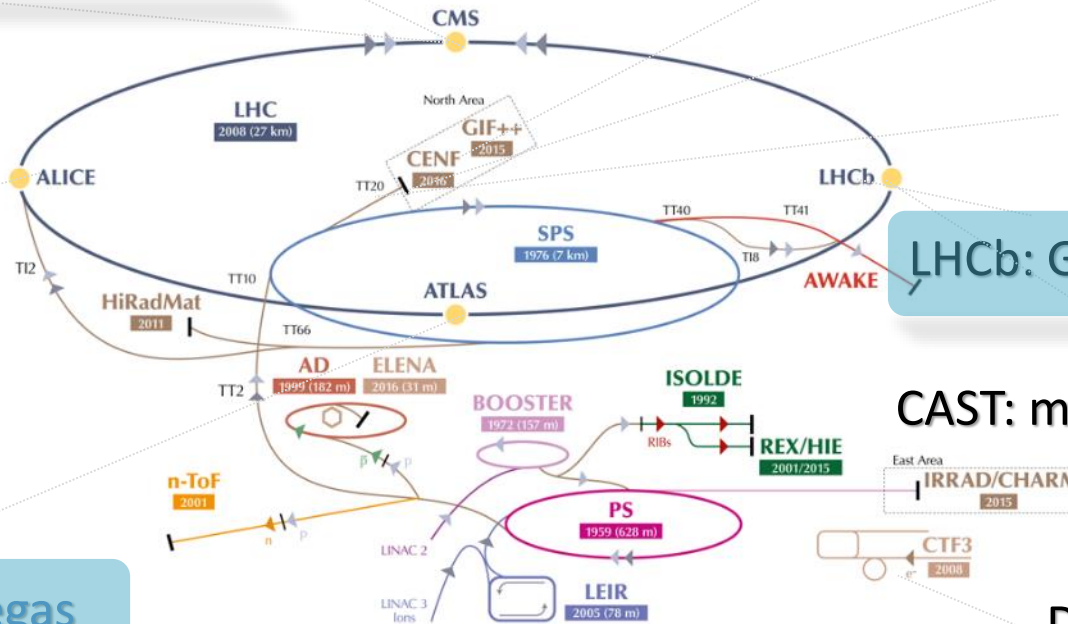 CMS
LHC
2008 (27 km)
North Area
GIF++
2015
CENF
2016
TT20
ALICE
LHCb
TT40
TT41
SPS
1976 (7 km)
TI8
LHCb: G
AWAKE
TI2
TT10
ATLAS
HiRadMat
2011
TT66
AD
1999 (182 m)
ELENA
2016 (31 m)
TT2
ISOLDE
1992
BOOSTER
1972 (157 m)
CAST: m
RIBs
REX/HIE
2001/2015
East Area
p
p
IRRAD/CHARM
2015
n-ToF
2001
PS
1959 (628 m)
n
p
LINAC 2
CTF3
2008
e-
egas
LEIR
2005 (78 m)
LINAC 3
Ions